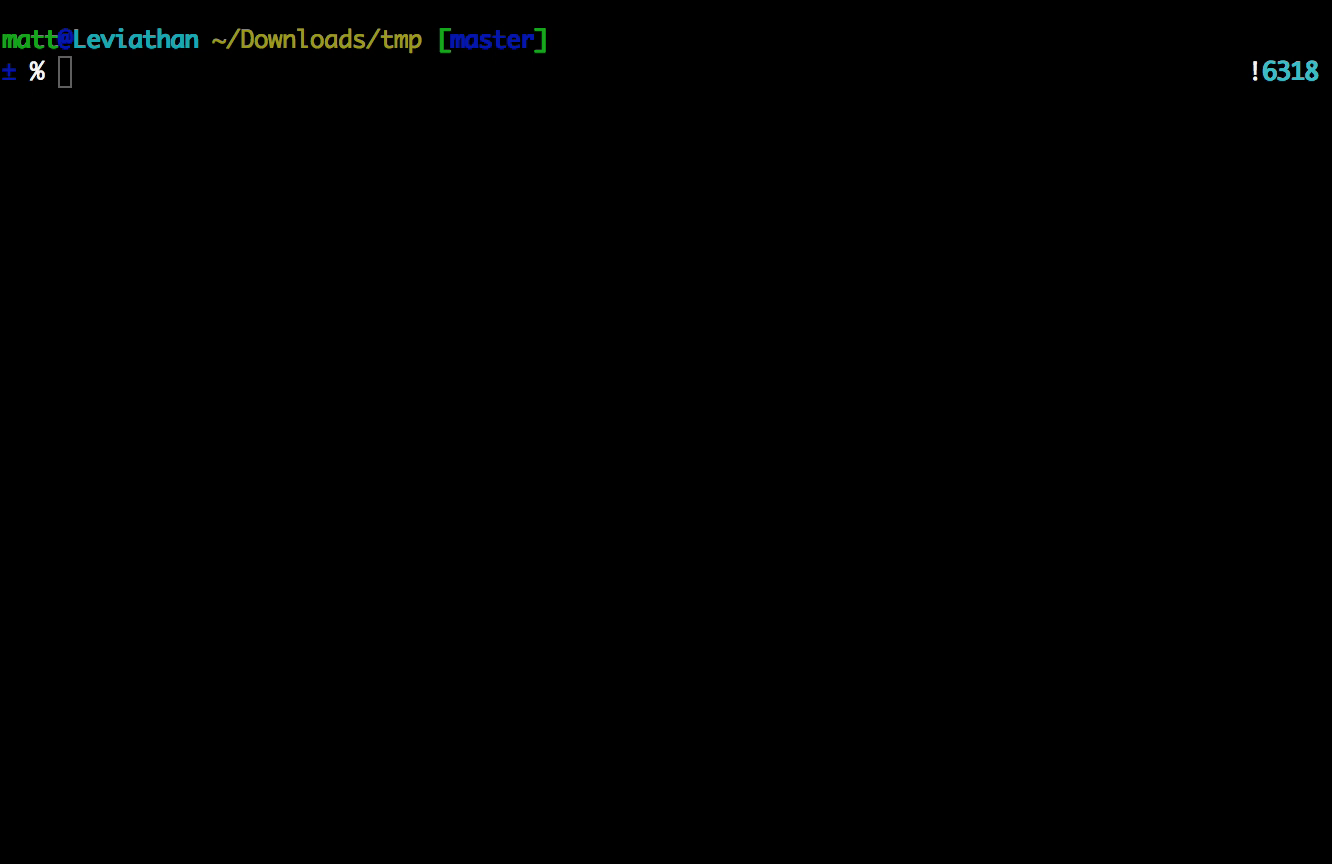 matt@Leviathan ~/Downloads/tmp [master]
± % !6318